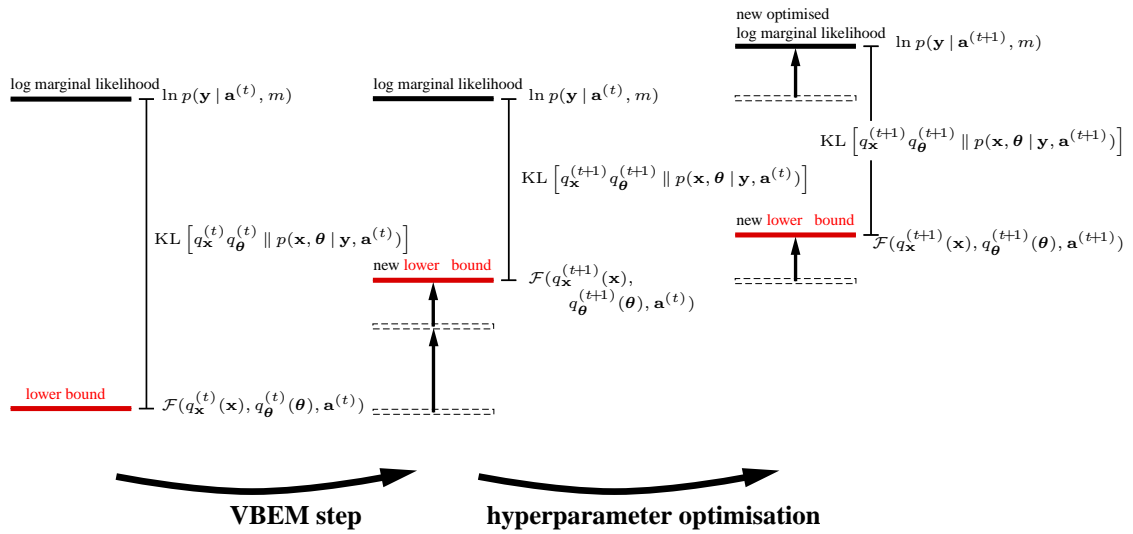 new optimised
log marginal likelihood
ln p(y | a^(t+1), m)
log marginal likelihood
ln p(y | a^(t), m)
log marginal likelihood
ln p(y | a^(t), m)
KL [q_x^(t+1) q_θ^(t+1) ∥ p(x, θ | y, a^(t+1))]
KL [q_x^(t+1) q_θ^(t+1) ∥ p(x, θ | y, a^(t))]
new lower bound
KL [q_x^(t) q_θ^(t) ∥ p(x, θ | y, a^(t))]
F(q_x^(t+1)(x), q_θ^(t+1)(θ), a^(t+1))
new lower bound
F(q_x^(t+1)(x),
q_θ^(t+1)(θ), a^(t))
lower bound
F(q_x^(t)(x), q_θ^(t)(θ), a^(t))
VBEM step
hyperparameter optimisation